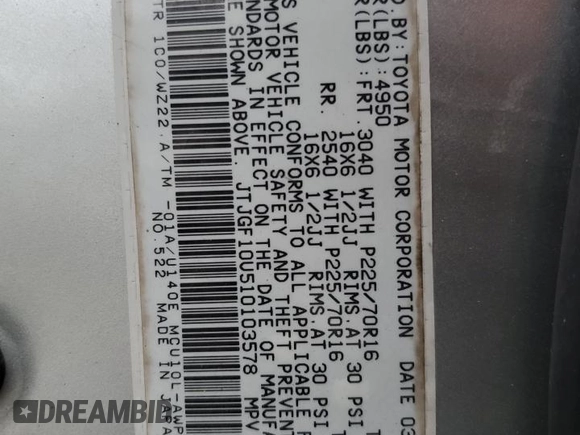 D.BY:TOYOTA MOTOR CORPORATION DATE 03
R(LBS):4950
R(LBS):FRT. 3040 WITH P225/70R16
16X6 1/2JJ RIMS.AT 30 PSI
RR. 2540 WITH P225/70R16
16X6 1/2JJ RIMS.AT 30 PSI
S VEHICLE CONFORMS TO ALL APPLICABLE F
MOTOR VEHICLE SAFETY AND THEFT PREVENT
NDARDS IN EFFECT ON THE DATE OF MANUFA
E SHOWN ABOVE. JTJGF10U510103578 MPV
TR 1C0/WZ22.A/TM -01A/U140E MCU10L-AWP
NO.522 MADE IN JAPA
DREAMBID